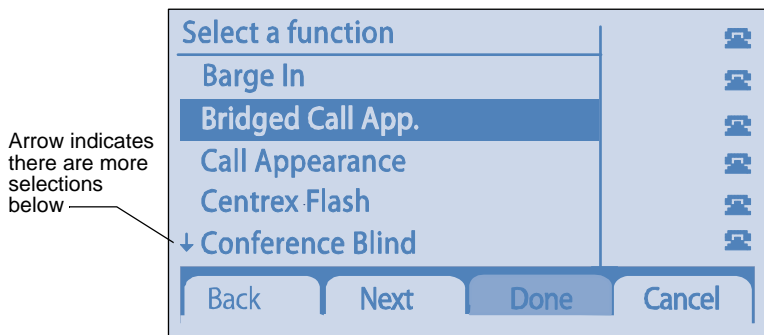 Select a function
Barge In
Bridged Call App.
Call Appearance
Centrex Flash
Conference Blind
Arrow indicates
there are more
selections
below
Back Next Done Cancel